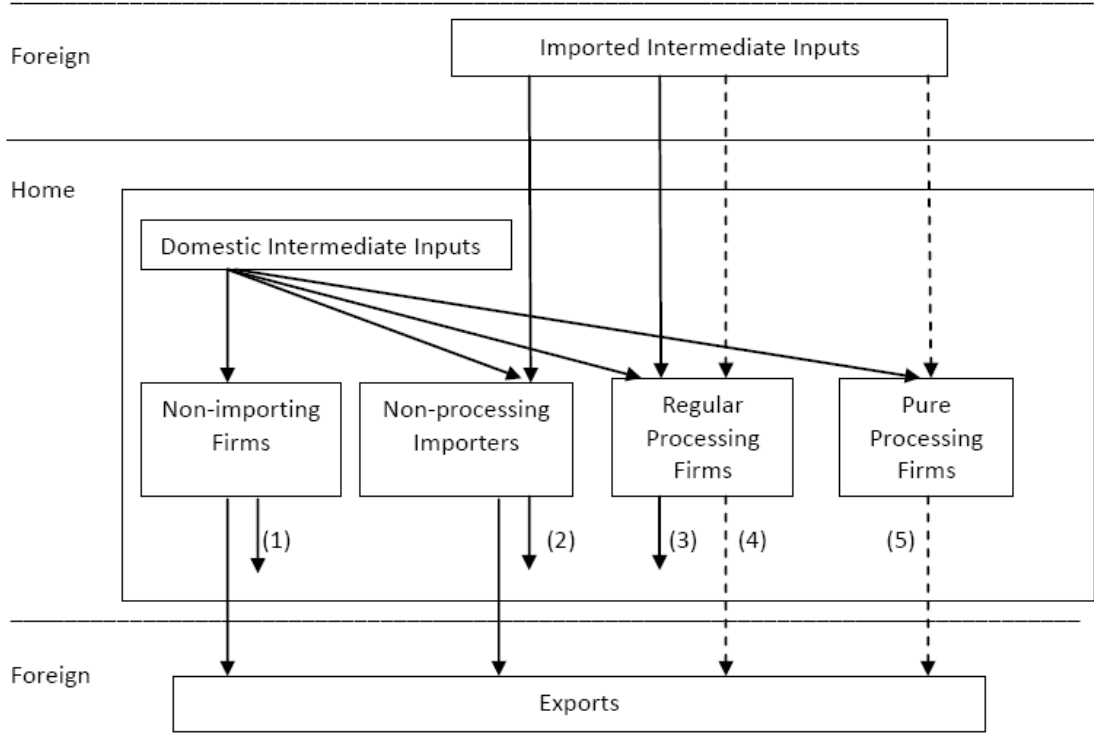 Foreign
Imported Intermediate Inputs
Home
Domestic Intermediate Inputs
Non-importing
Firms
Non-processing
Importers
Regular
Processing
Firms
Pure
Processing
Firms
(1)
(2)
(3)
(4)
(5)
Foreign
Exports